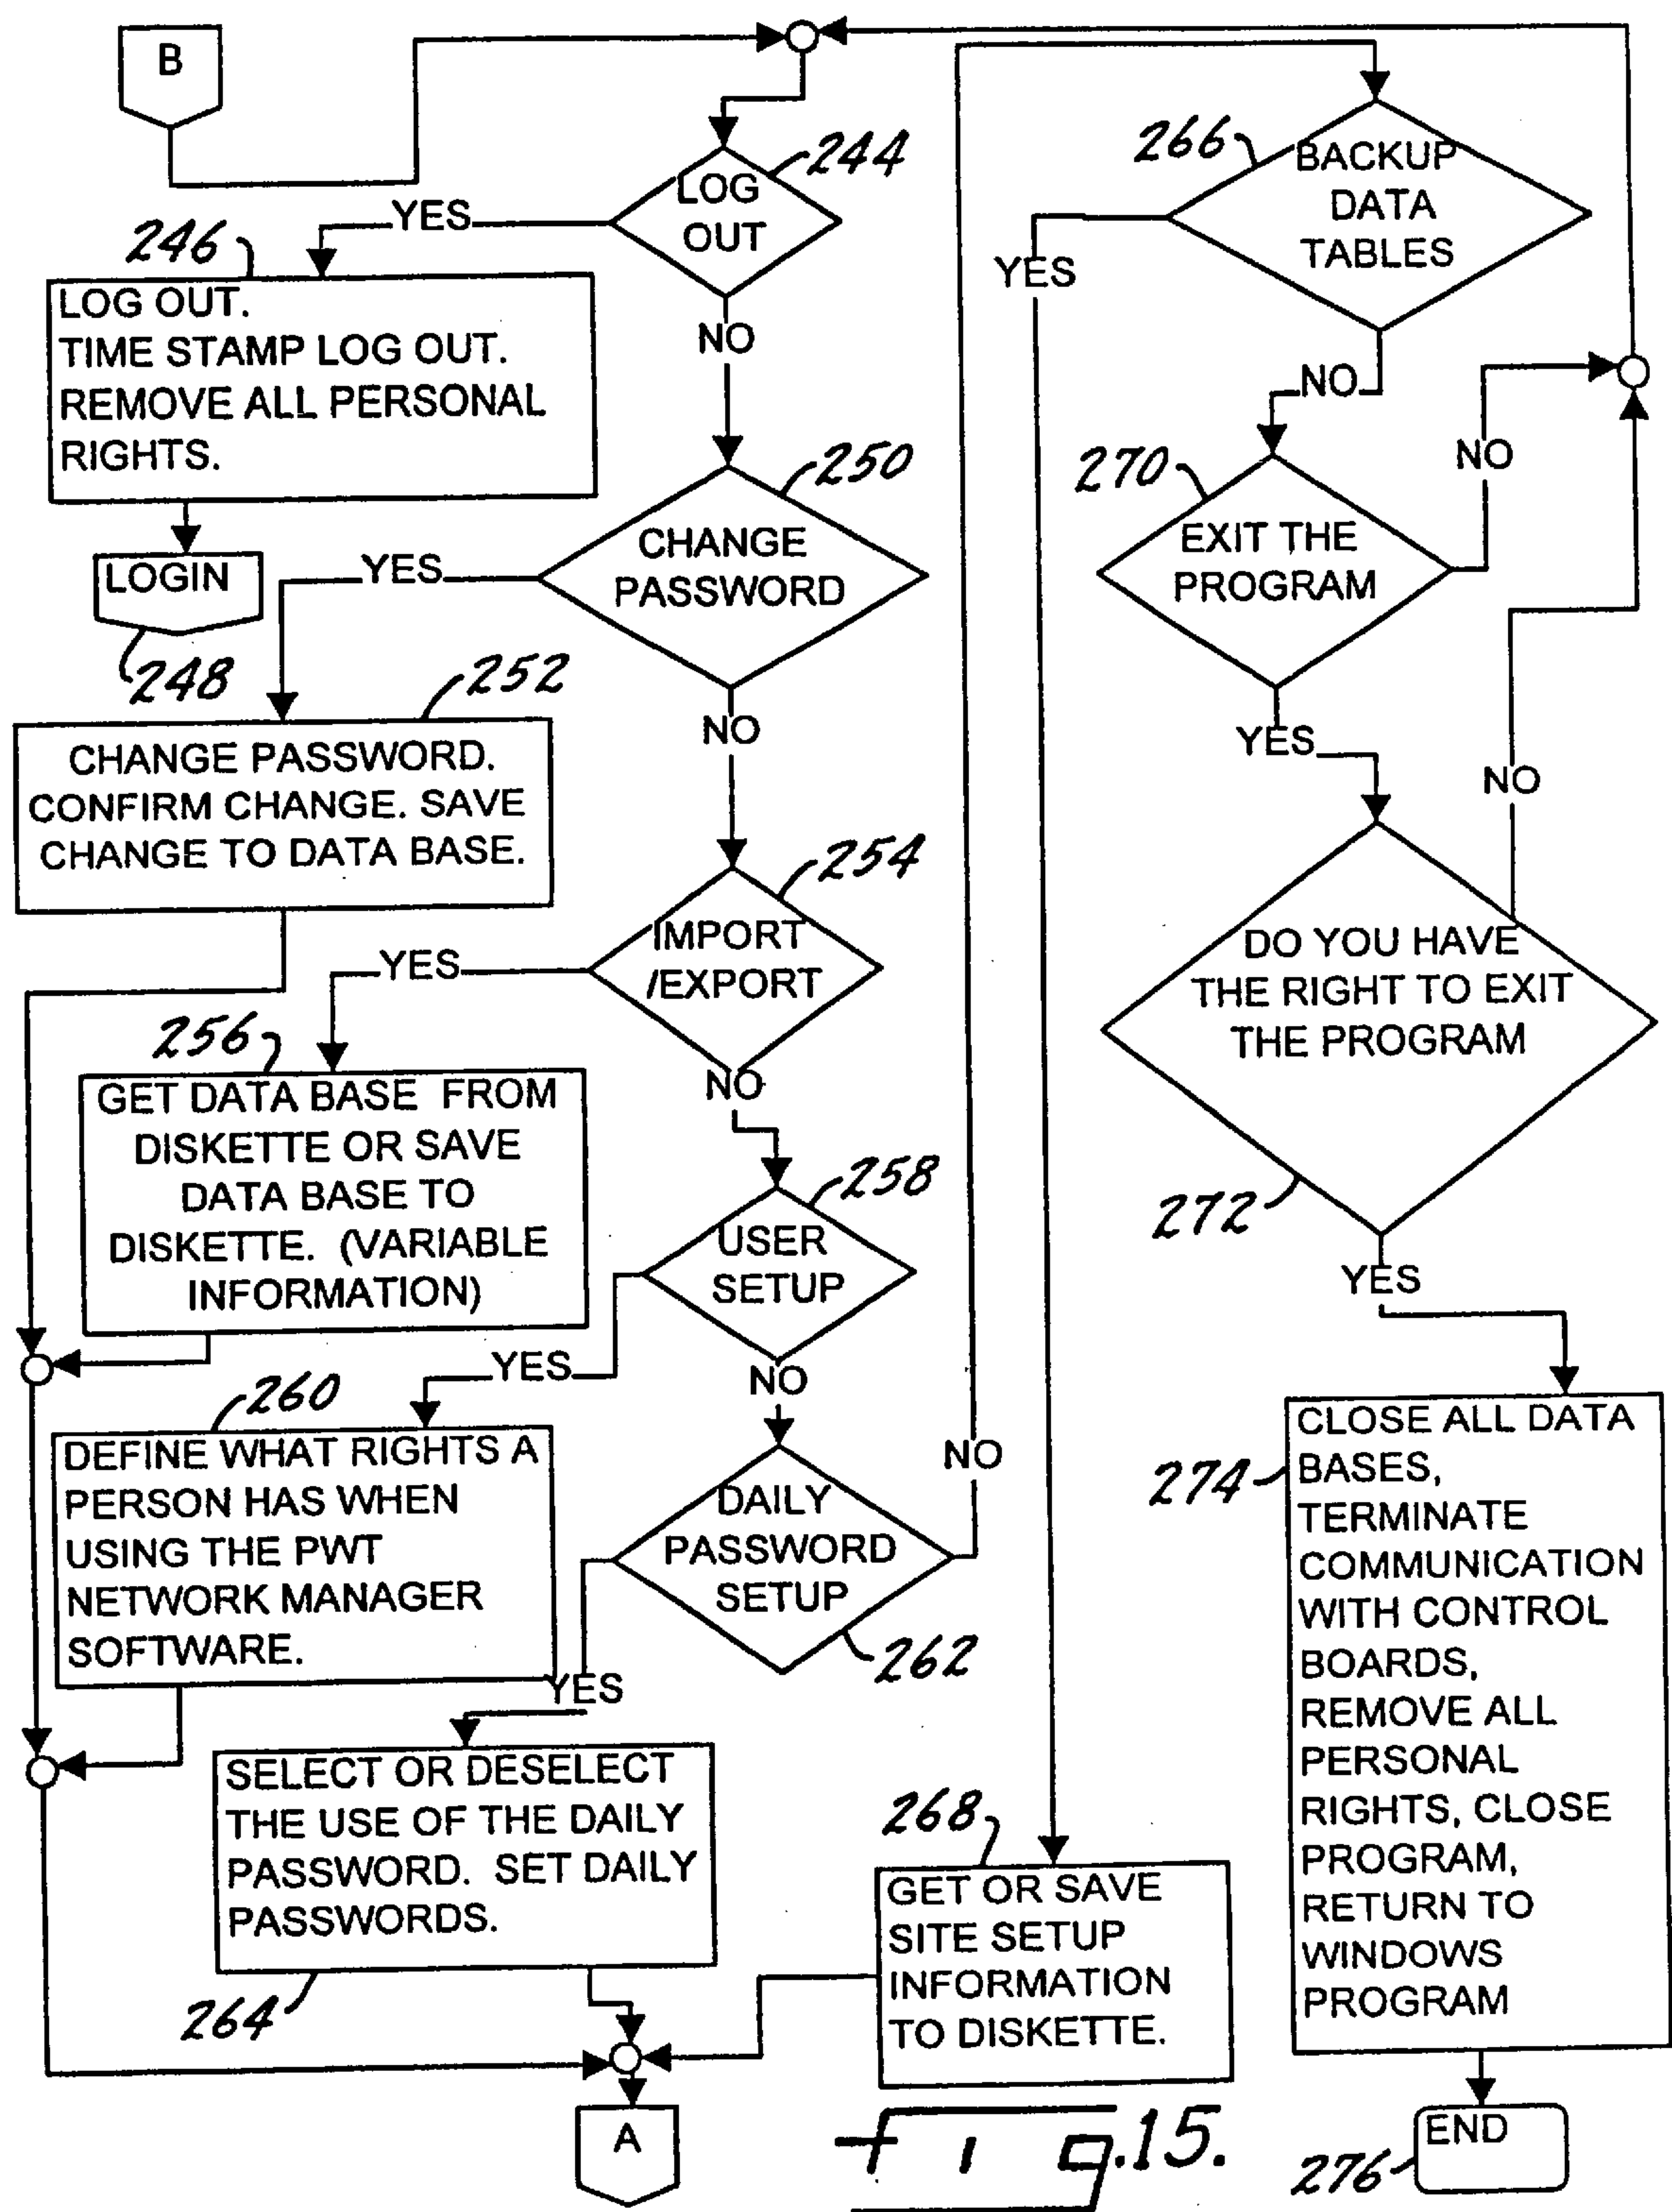 B
244
LOG
OUT
YES
246
LOG OUT.
TIME STAMP LOG OUT.
REMOVE ALL PERSONAL
RIGHTS.
NO
LOGIN
248
250
CHANGE
PASSWORD
YES
252
CHANGE PASSWORD.
CONFIRM CHANGE. SAVE
CHANGE TO DATA BASE.
NO
254
IMPORT
/EXPORT
YES
256
GET DATA BASE FROM
DISKETTE OR SAVE
DATA BASE TO
DISKETTE. (VARIABLE
INFORMATION)
NO
258
USER
SETUP
YES
260
DEFINE WHAT RIGHTS A
PERSON HAS WHEN
USING THE PWT
NETWORK MANAGER
SOFTWARE.
NO
DAILY
PASSWORD
SETUP
262
NO
YES
SELECT OR DESELECT
THE USE OF THE DAILY
PASSWORD. SET DAILY
PASSWORDS.
264
A
266
BACKUP
DATA
TABLES
YES
NO
268
GET OR SAVE
SITE SETUP
INFORMATION
TO DISKETTE.
270
EXIT THE
PROGRAM
NO
YES
DO YOU HAVE
THE RIGHT TO EXIT
THE PROGRAM
272
NO
YES
274
CLOSE ALL DATA
BASES,
TERMINATE
COMMUNICATION
WITH CONTROL
BOARDS,
REMOVE ALL
PERSONAL
RIGHTS, CLOSE
PROGRAM,
RETURN TO
WINDOWS
PROGRAM
END
276
Fig.15.